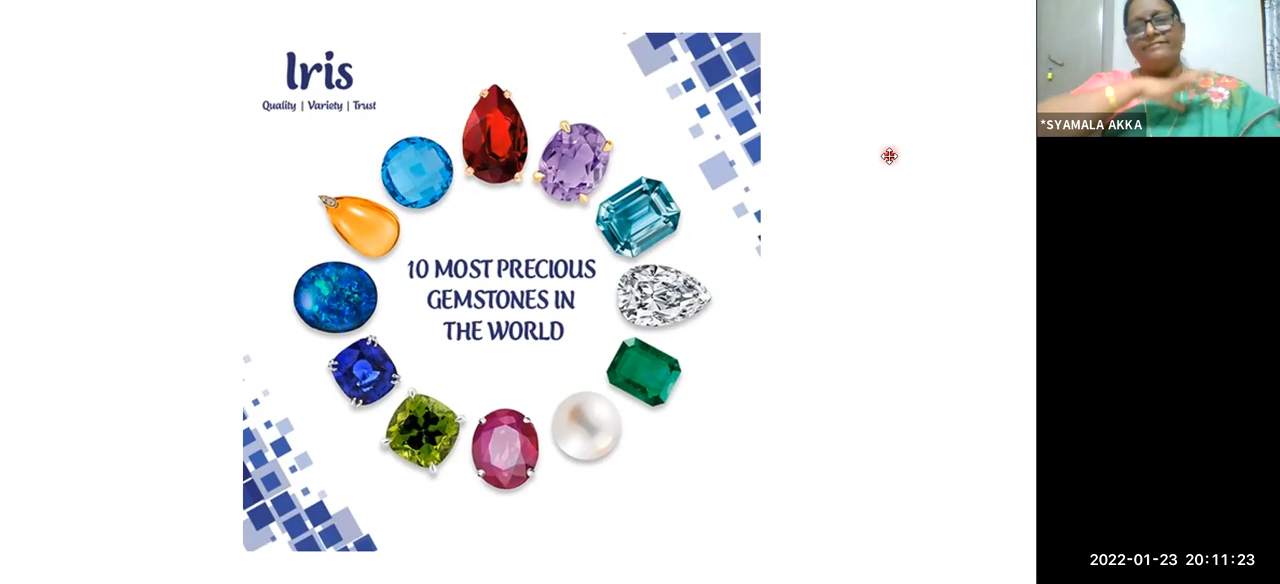 Iris
Quality | Variety | Trust
10 MOST PRECIOUS
GEMSTONES IN
THE WORLD
*SYAMALA AKKA
2022-01-23 20:11:23